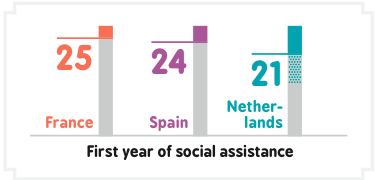 25
24
21
France
Spain
Nether-
lands
First year of social assistance